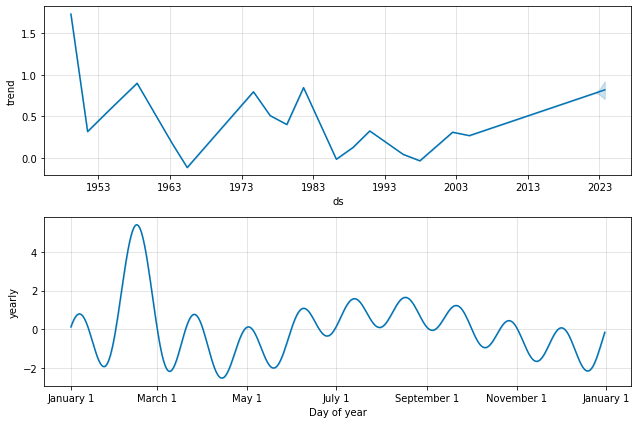 1.5
1.0
0.5
0.0
trend
1953 1963 1973 1983 1993 2003 2013 2023
ds
4
2
0
−2
yearly
January 1 March 1 May 1 July 1 September 1 November 1 January 1
Day of year